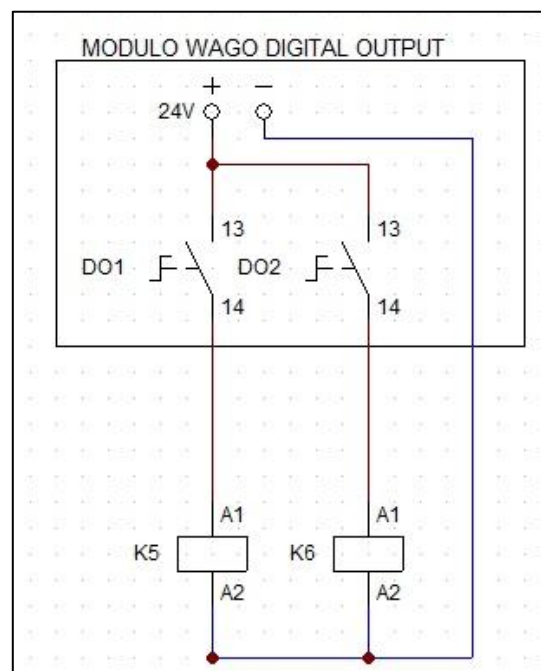 MODULO WAGO DIGITAL OUTPUT
+ −
24V
13 13
DO1 DO2
14 14
A1 A1
K5 K6
A2 A2